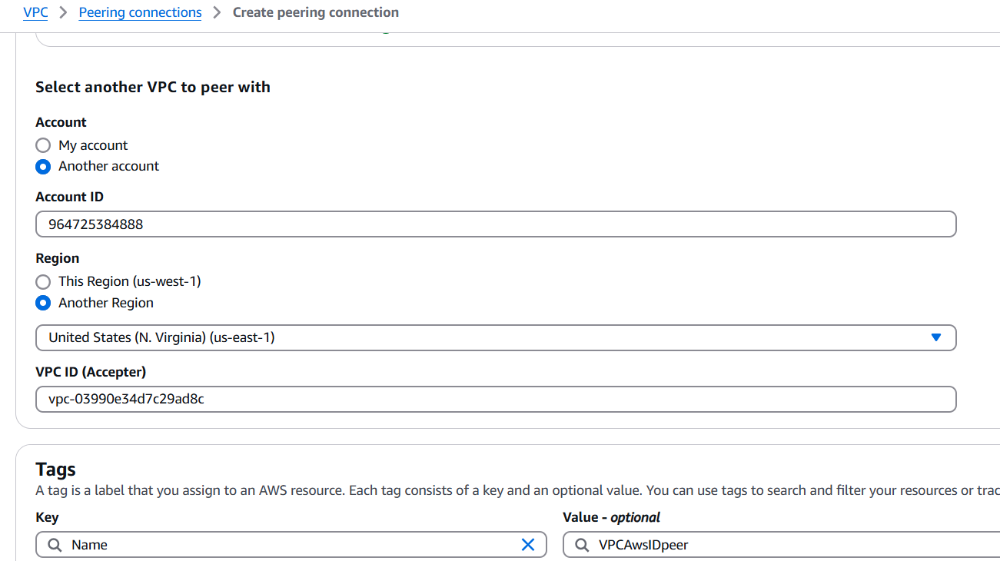 VPC > Peering connections > Create peering connection
Select another VPC to peer with
Account
My account
Another account
Account ID
964725384888
Region
This Region (us-west-1)
Another Region
United States (N. Virginia) (us-east-1)
VPC ID (Accepter)
vpc-03990e34d7c29ad8c
Tags
A tag is a label that you assign to an AWS resource. Each tag consists of a key and an optional value. You can use tags to search and filter your resources or trac
Key
Value - optional
Name
VPCAwsIDpeer